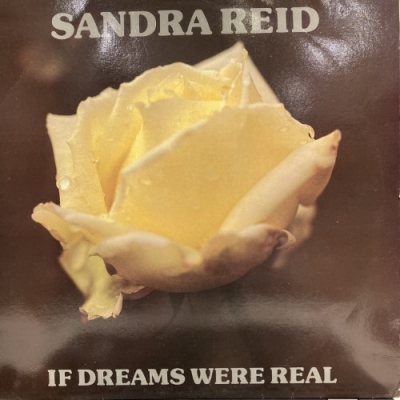 SANDRA REID
IF DREAMS WERE REAL